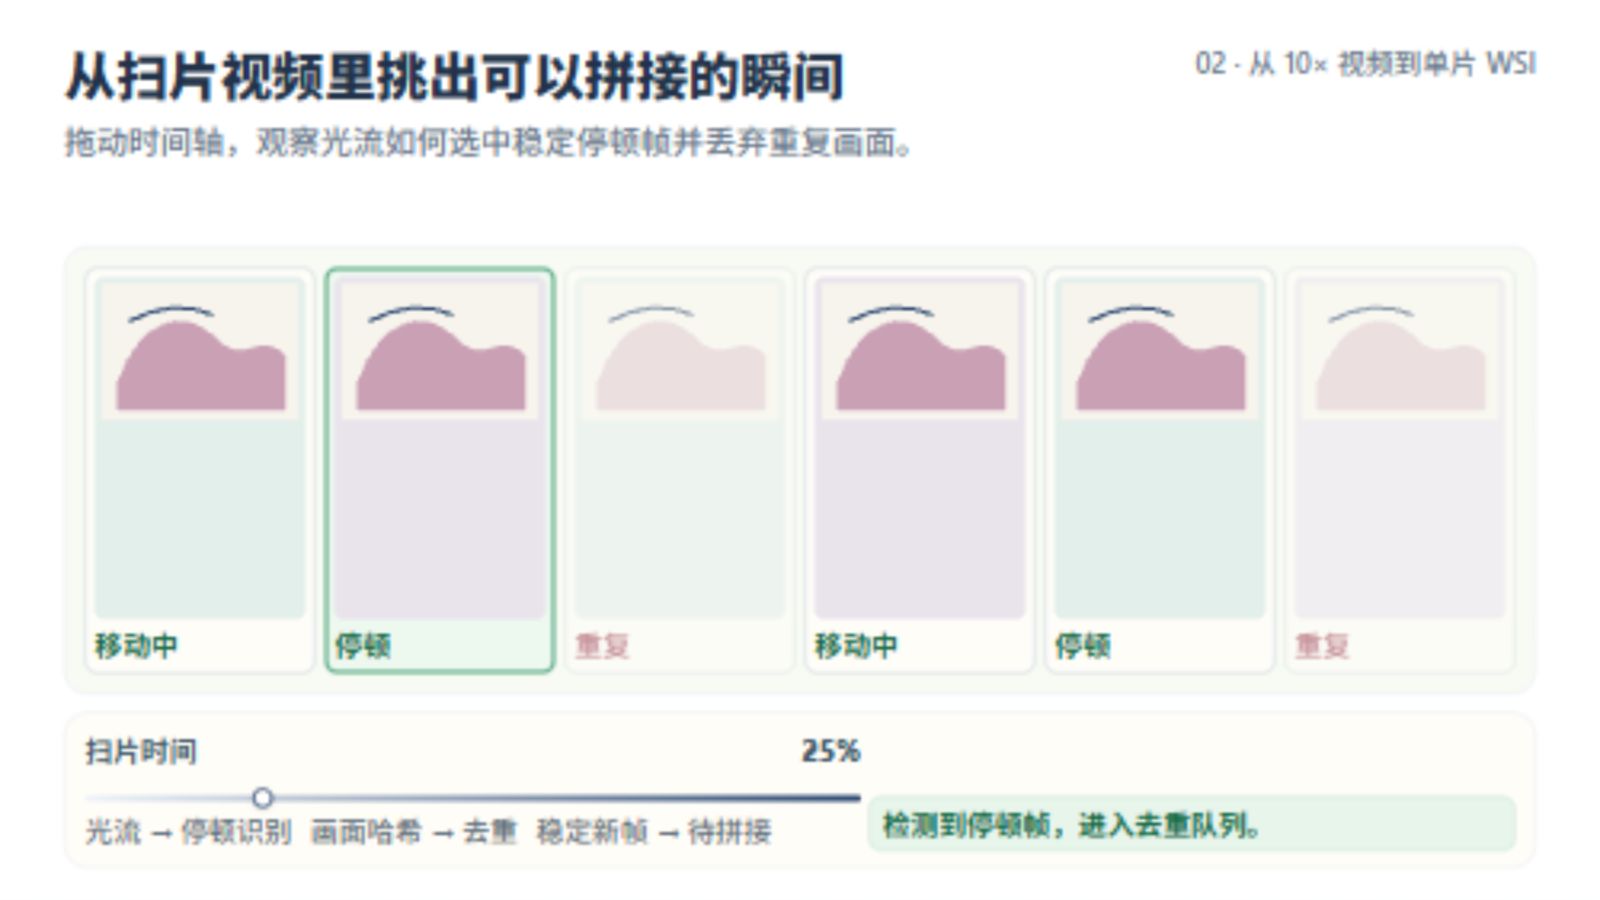 从扫片视频里挑出可以拼接的瞬间
02 · 从 10× 视频到单片 WSI
拖动时间轴，观察光流如何选中稳定停顿帧并丢弃重复画面。
移动中
停顿
重复
移动中
停顿
重复
扫片时间
25%
光流 → 停顿识别 画面哈希 → 去重 稳定新帧 → 待拼接
检测到停顿帧，进入去重队列。